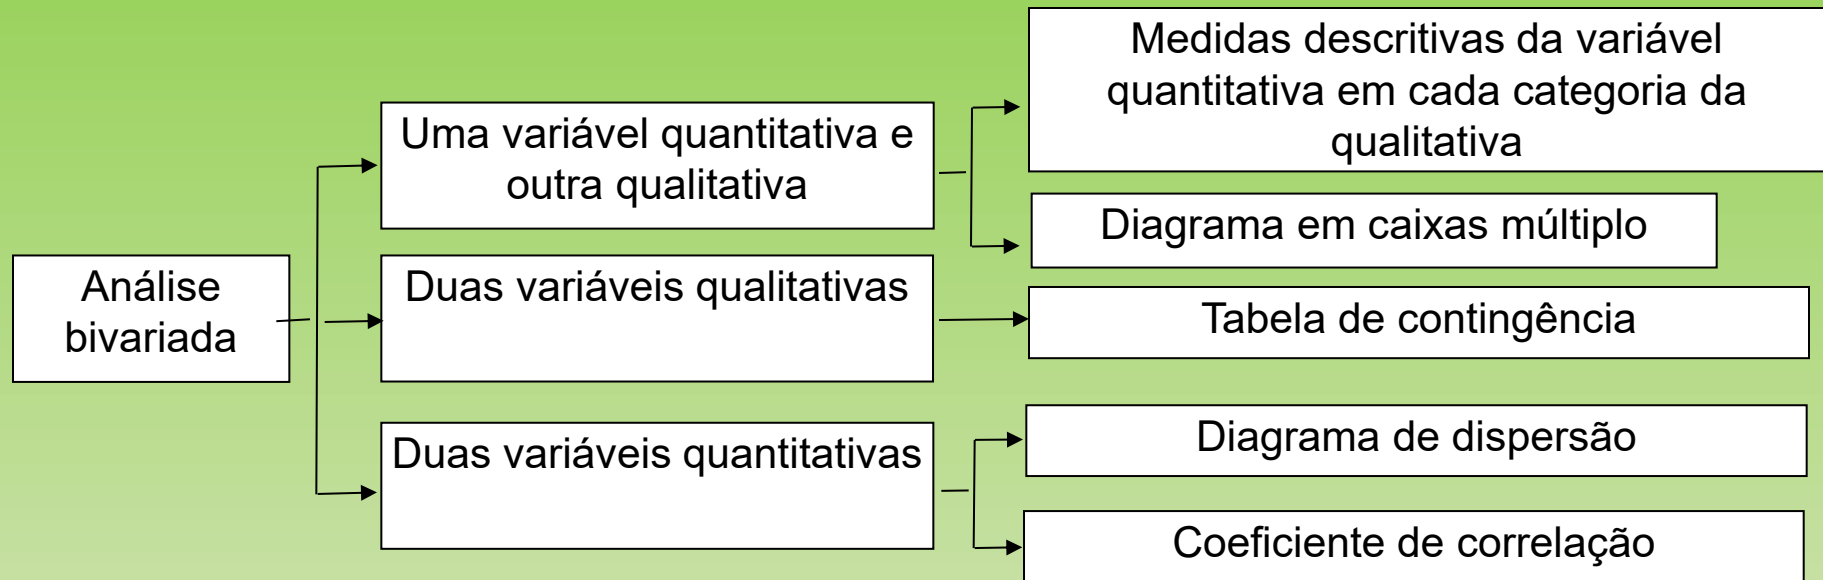 Análise
bivariada
Uma variável quantitativa e
outra qualitativa
Medidas descritivas da variável
quantitativa em cada categoria da
qualitativa
Diagrama em caixas múltiplo
Duas variáveis qualitativas
Tabela de contingência
Duas variáveis quantitativas
Diagrama de dispersão
Coeficiente de correlação